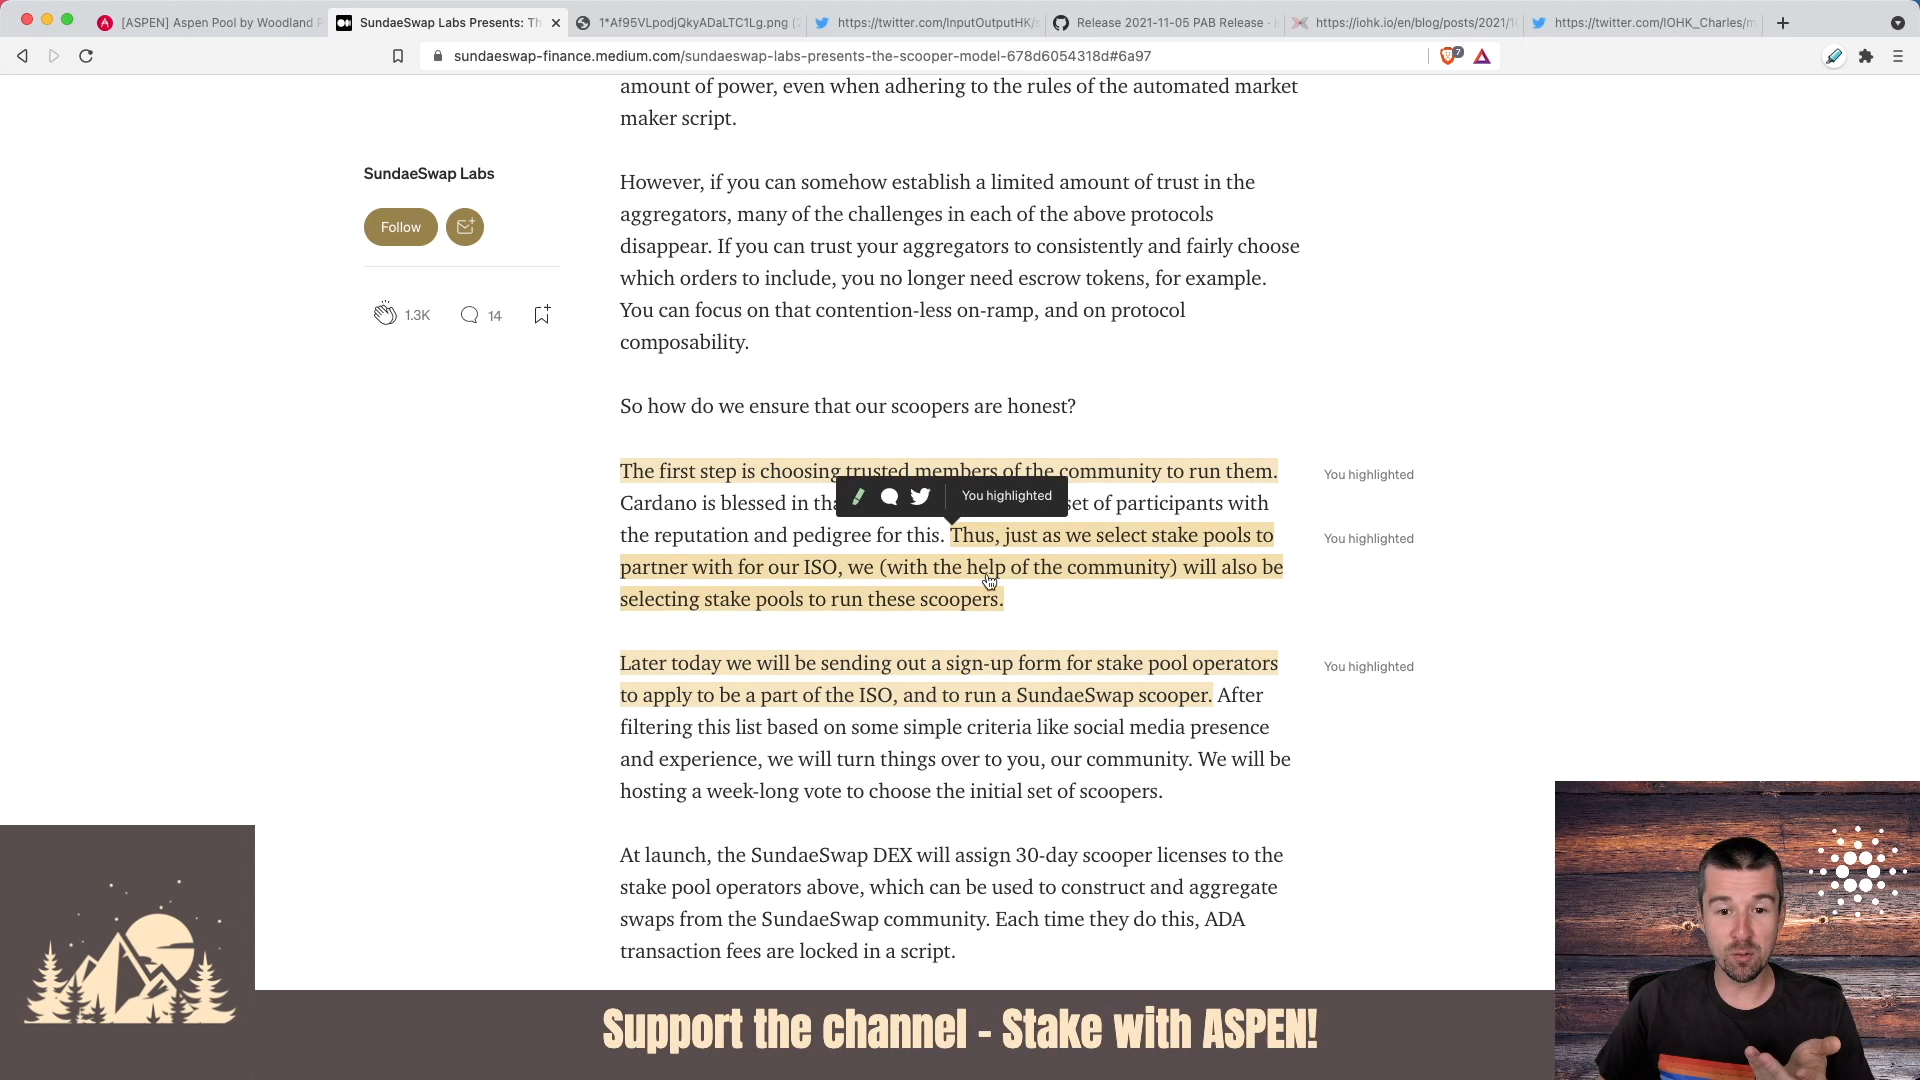 [ASPEN] Aspen Pool by Woodland P
SundaeSwap Labs Presents: Th
1*Af95VLpodjQkyADaLTC1Lg.png (2
https://twitter.com/InputOutputHK/s
Release 2021-11-05 PAB Release · i
https://iohk.io/en/blog/posts/2021/1
https://twitter.com/IOHK_Charles/m
sundaeswap-finance.medium.com/sundaeswap-labs-presents-the-scooper-model-678d6054318d#6a97
7
amount of power, even when adhering to the rules of the automated market
maker script.
SundaeSwap Labs
Follow
1.3K
14
However, if you can somehow establish a limited amount of trust in the
aggregators, many of the challenges in each of the above protocols
disappear. If you can trust your aggregators to consistently and fairly choose
which orders to include, you no longer need escrow tokens, for example.
You can focus on that contention-less on-ramp, and on protocol
composability.
So how do we ensure that our scoopers are honest?
The first step is choosing trusted members of the community to run them.
You highlighted
You highlighted
Cardano is blessed in tha set of participants with
the reputation and pedigree for this. Thus, just as we select stake pools to
You highlighted
partner with for our ISO, we (with the help of the community) will also be
selecting stake pools to run these scoopers.
Later today we will be sending out a sign-up form for stake pool operators
You highlighted
to apply to be a part of the ISO, and to run a SundaeSwap scooper. After
filtering this list based on some simple criteria like social media presence
and experience, we will turn things over to you, our community. We will be
hosting a week-long vote to choose the initial set of scoopers.
At launch, the SundaeSwap DEX will assign 30-day scooper licenses to the
stake pool operators above, which can be used to construct and aggregate
swaps from the SundaeSwap community. Each time they do this, ADA
transaction fees are locked in a script.
Support the channel - Stake with ASPEN!